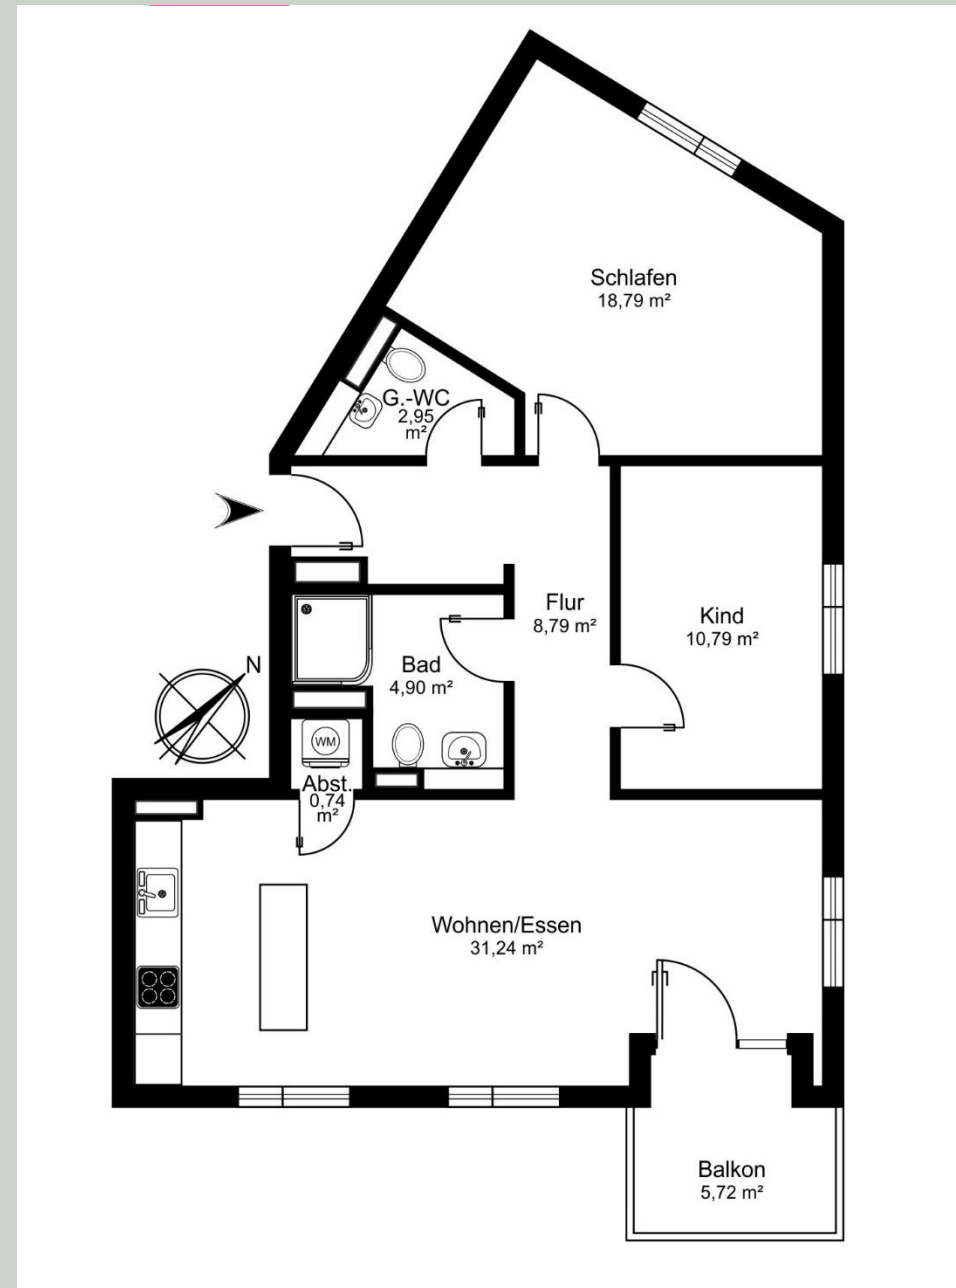 Schlafen
18,79 m²
G.-WC
2,95
m²
Flur
8,79 m²
Kind
10,79 m²
N
Bad
4,90 m²
WM
Abst.
0,74
m²
Wohnen/Essen
31,24 m²
Balkon
5,72 m²